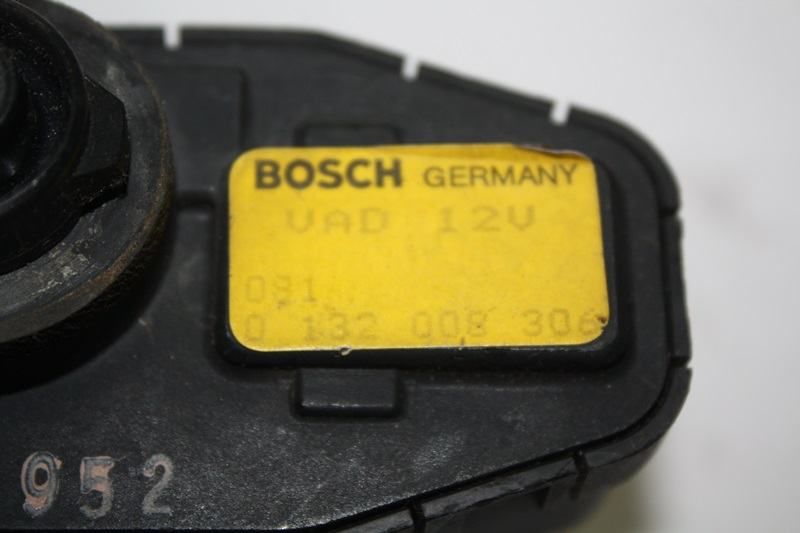 BOSCH GERMANY
VAD 12V
081
0 132 008 306
952